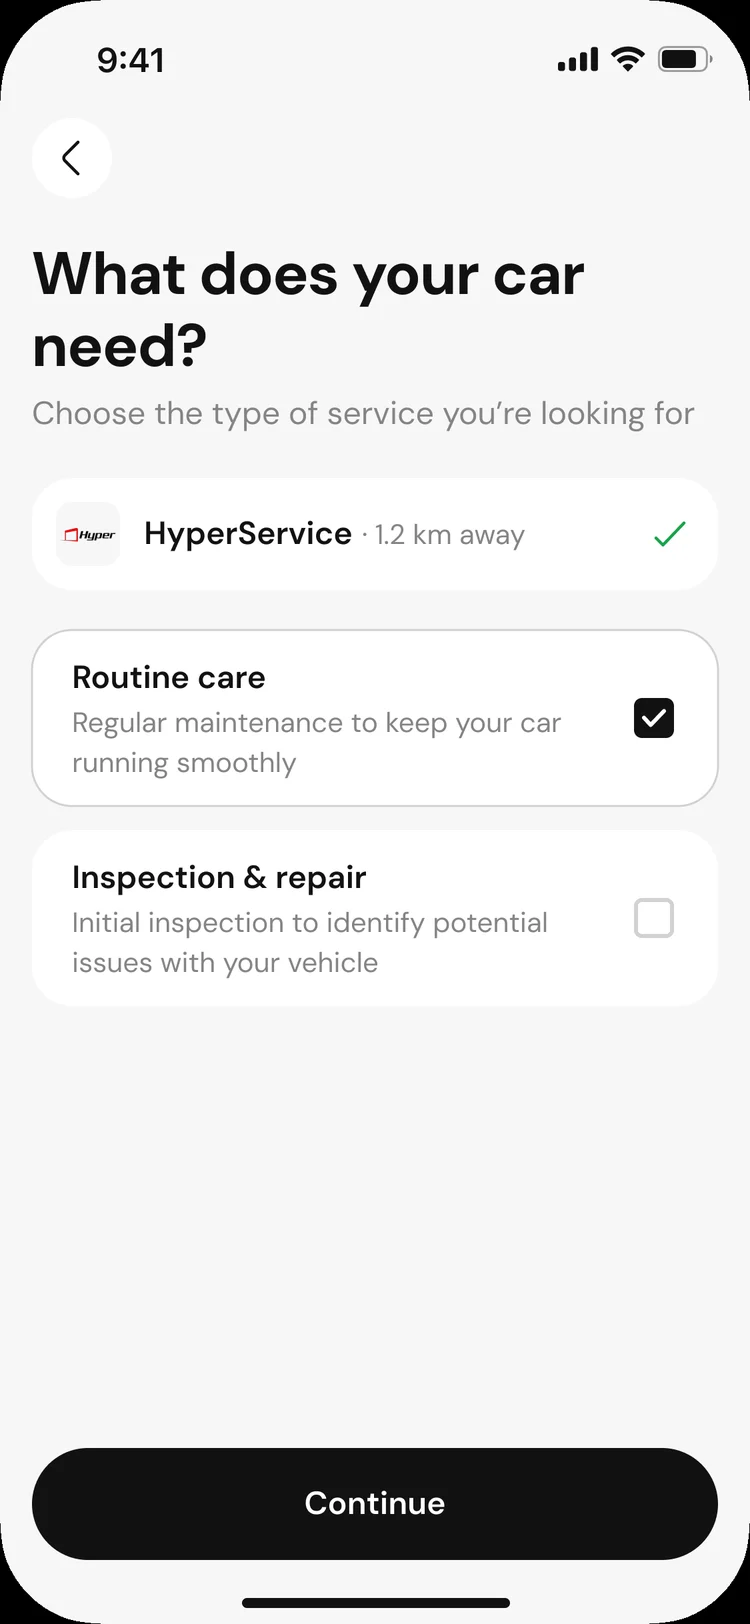 9:41
What does your car
need?
Choose the type of service you’re looking for
Hyper
HyperService · 1.2 km away
Routine care
Regular maintenance to keep your car
running smoothly
Inspection & repair
Initial inspection to identify potential
issues with your vehicle
Continue